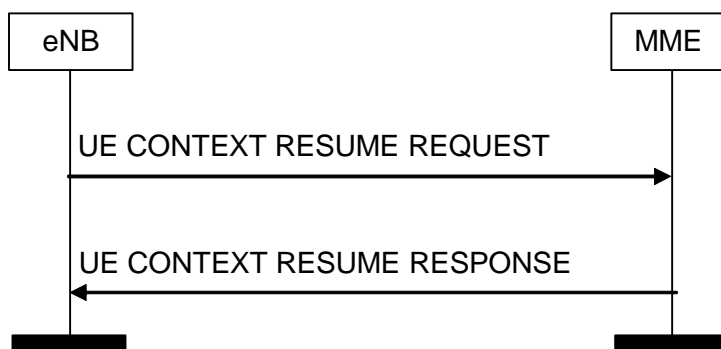 eNB
MME
UE CONTEXT RESUME REQUEST
UE CONTEXT RESUME RESPONSE